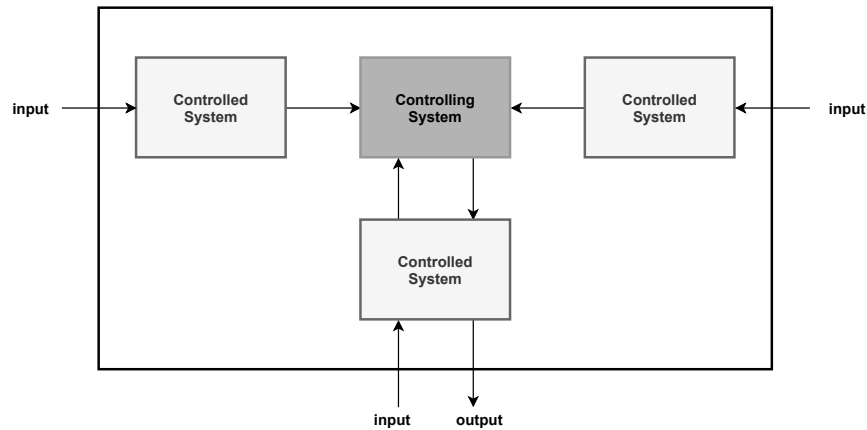 input
Controlled
System
Controlling
System
Controlled
System
input
Controlled
System
input
output